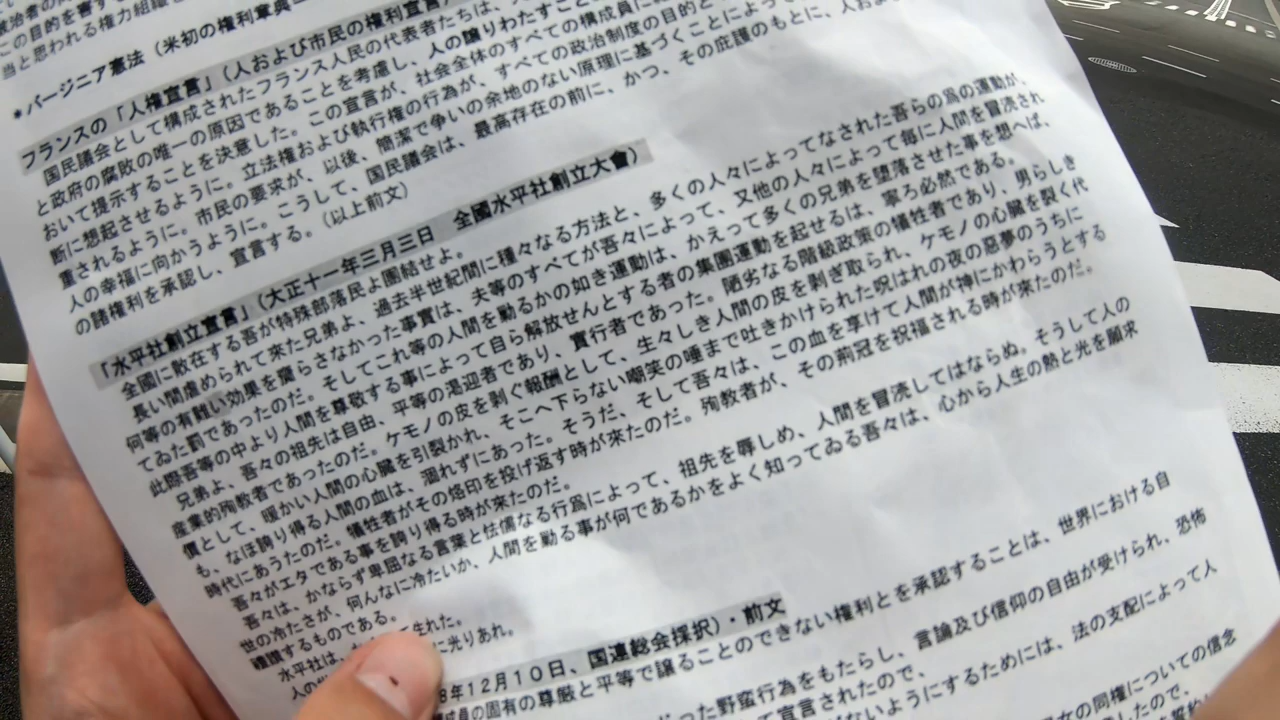 この目的を
当と思われる権力組織
*バージニア憲法（米初の権利章典
フランスの「人権宣言」（人および市民の権利宣言）
国民議会として構成されたフランス人民の代表者たちは、人の譲りわたすこと
と政府の腐敗の唯一の原因であることを考慮し、
おいて提示することを決意した。この宣言が、社会全体のすべての構成員に
断に想起させるように。立法権および執行権の行為が、すべての政治制度の目的と
重されるように。市民の要求が、以後、簡潔で争いの余地のない原理に基づくことによって
人の幸福に向かうように。こうして、国民議会は、最高存在の前に、かつ、その庇護のもとに、人およ
の諸権利を承認し、宣言する。（以上前文）
「水平社創立宣言」（大正十一年三月三日　全國水平社創立大會）
全國に散在する吾が特殊部落民よ團結せよ。
長い間虐められて来た兄弟よ、過去半世紀間に種々なる方法と、多くの人々によってなされた吾らの爲の運動が、
何等の有難い効果を齎らさなかった事實は、夫等のすべてが吾々によって、又他の人々によって毎に人間を冒涜され
てゐた罰であったのだ。そしてこれ等の人間を勦るかの如き運動は、かえって多くの兄弟を堕落させた事を想へば、
此際吾等の中より人間を尊敬する事によって自ら解放せんとする者の集團運動を起せるは、寧ろ必然である。
兄弟よ、吾々の祖先は自由、平等の渇迎者であり、實行者であった。陋劣なる階級政策の犠牲者であり、男らしき
産業的殉教者であったのだ。ケモノの皮を剥ぐ報酬として、生々しき人間の皮を剥ぎ取られ、ケモノの心臓を裂く代
價として、暖かい人間の心臓を引裂かれ、そこへ下らない嘲笑の唾まで吐きかけられた呪はれの夜の惡夢のうちに
も、なほ誇り得る人間の血は、涸れずにあった。そうだ、そして吾々は、この血を享けて人間が神にかわらうとする
時代にあうたのだ。犠牲者がその烙印を投げ返す時が来たのだ。殉教者が、その荊冠を祝福される時が来たのだ。
吾々がエタである事を誇り得る時が来たのだ。
吾々は、かならず卑屈なる言葉と怯懦なる行爲によって、祖先を辱しめ、人間を冒涜してはならぬ。そうして人の
世の冷たさが、何んなに冷たいか、人間を勦る事が何であるかをよく知ってゐる吾々は、心から人生の熱と光を願求
禮讃するものである。
水平社は、
生れた。
人の
に光りあれ。
8年12月10日、国連総会採択）・前文
成員の固有の尊厳と平等で譲ることのできない権利とを承認することは、世界における自
った野蛮行為をもたらし、言論及び信仰の自由が受けられ、恐怖
て宣言されたので、
ないようにするためには、法の支配によって人
女の同権についての信念
したので、